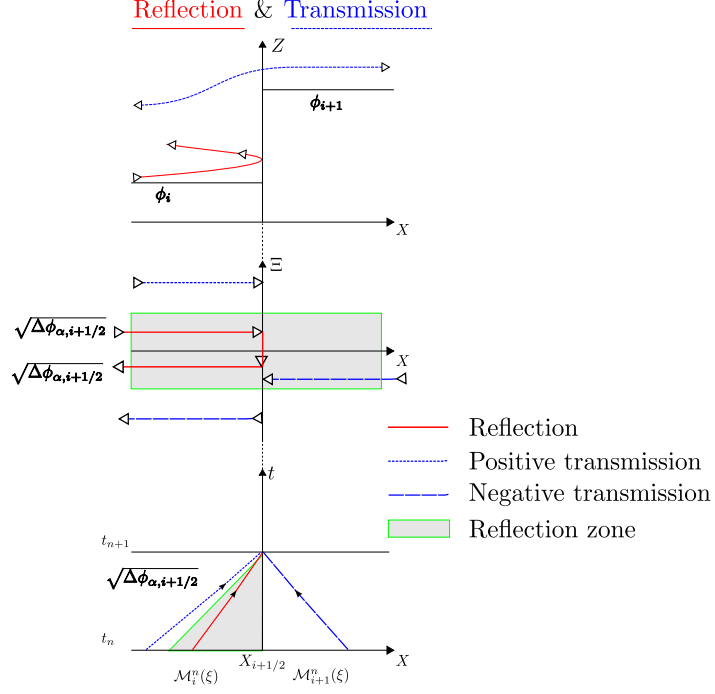 Reflection & Transmission
Z
ϕ_{i+1}
ϕ_i
X
Ξ
√Δϕ_{α,i+1/2}
X
√Δϕ_{α,i+1/2}
Reflection
Positive transmission
t
Negative transmission
Reflection zone
t_{n+1}
√Δϕ_{α,i+1/2}
t_n
X_{i+1/2}
X
ℳ_i^n(ξ)
ℳ_{i+1}^n(ξ)